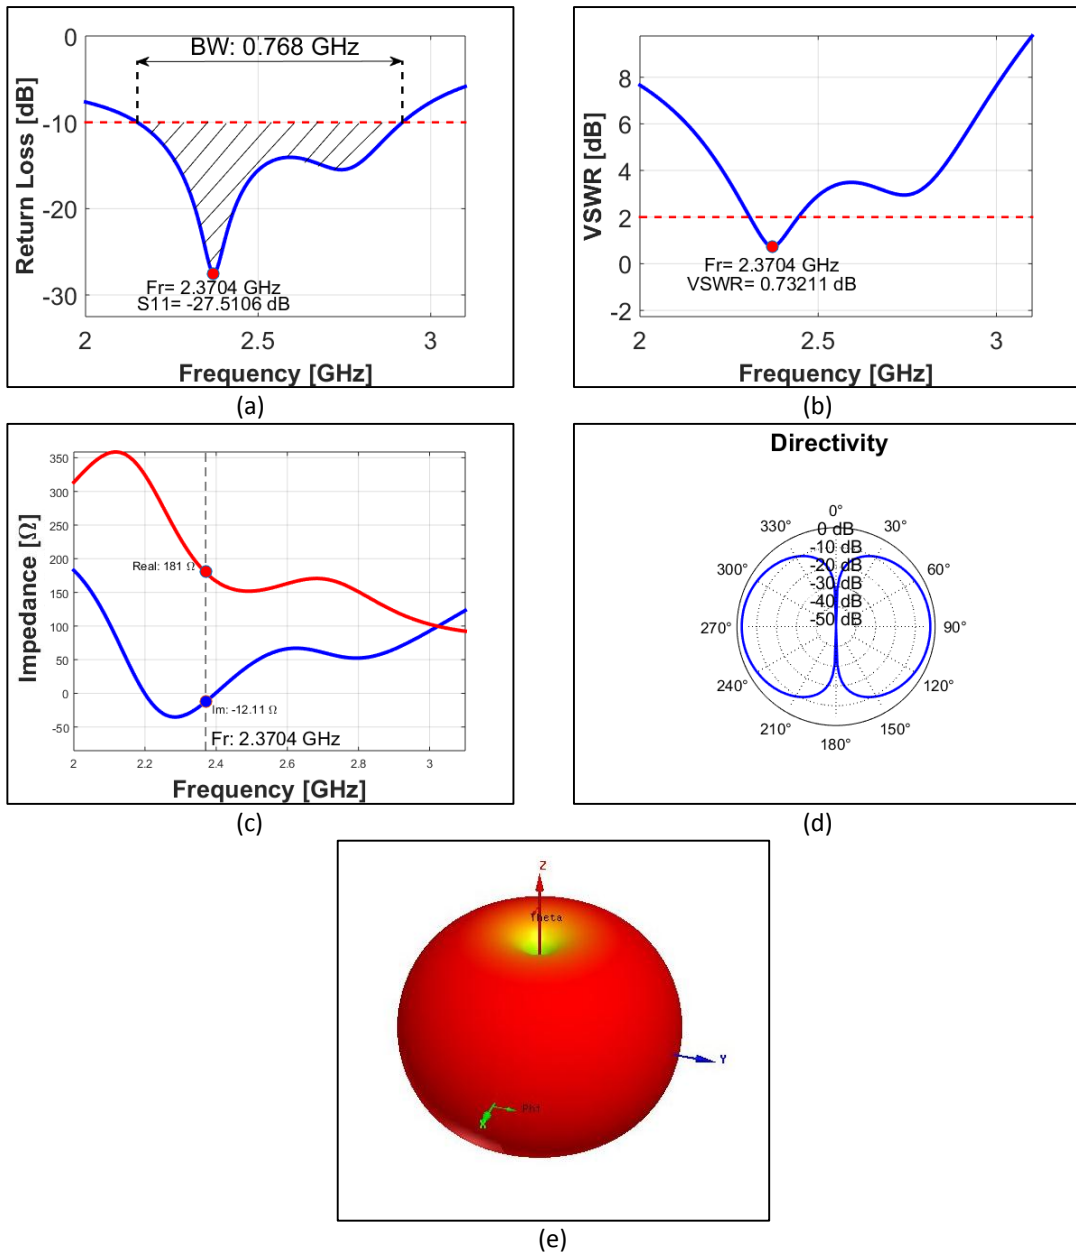 BW: 0.768 GHz
0
-10
-20
-30
Return Loss [dB]
Fr= 2.3704 GHz
S11= -27.5106 dB
2
2.5
3
Frequency [GHz]
(a)
8
6
4
2
0
-2
VSWR [dB]
Fr= 2.3704 GHz
VSWR= 0.73211 dB
2
2.5
3
Frequency [GHz]
(b)
350
300
250
200
150
100
50
0
-50
Impedance [Ω]
Real: 181 Ω
Im: -12.11 Ω
Fr: 2.3704 GHz
2
2.2
2.4
2.6
2.8
3
Frequency [GHz]
(c)
Directivity
0°
330°
30°
300°
60°
270°
90°
240°
120°
210°
150°
180°
0 dB
-10 dB
-20 dB
-30 dB
-40 dB
-50 dB
(d)
Z
Theta
Y
Phi
X
(e)